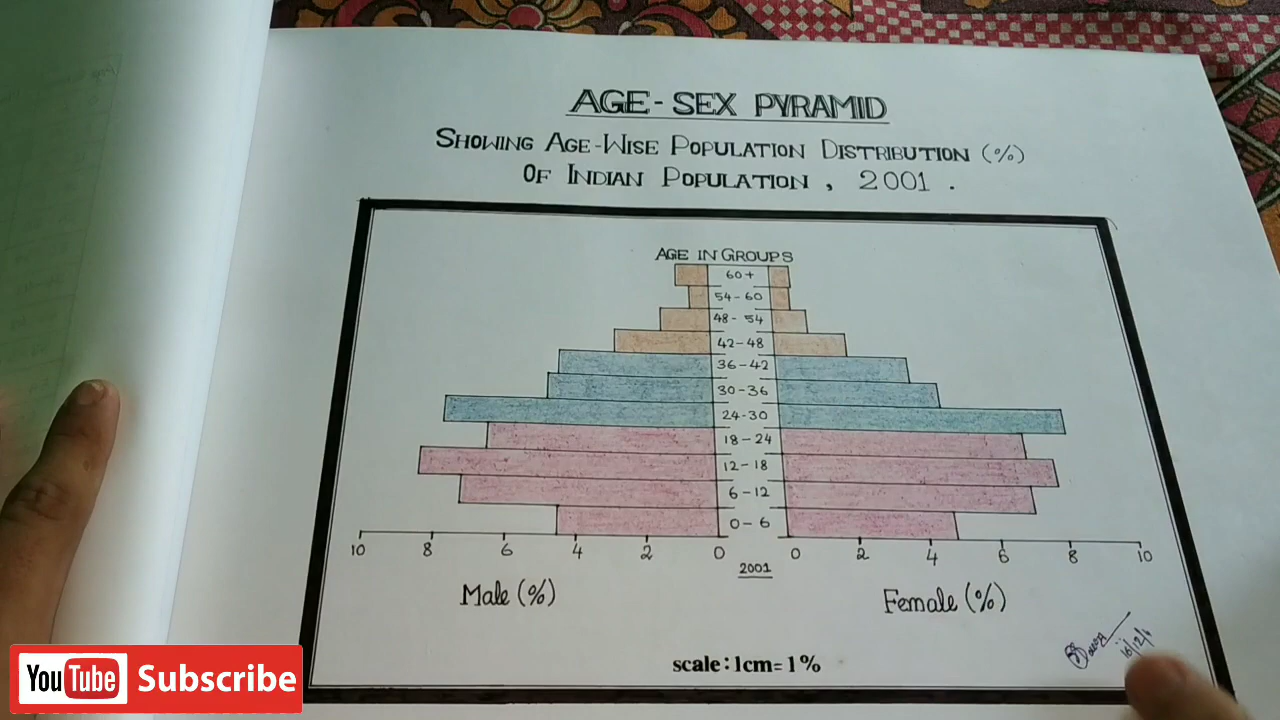 AGE - SEX PYRAMID
SHOWING AGE-WISE POPULATION DISTRIBUTION (%)
OF INDIAN POPULATION , 2001 .
AGE IN GROUPS
60+
54-60
48-54
42-48
36-42
30-36
24-30
18-24
12-18
6-12
0-6
10 8 6 4 2 0 0 2 4 6 8 10
2001
Male (%) Female (%)
scale:1cm=1%
YouTube Subscribe